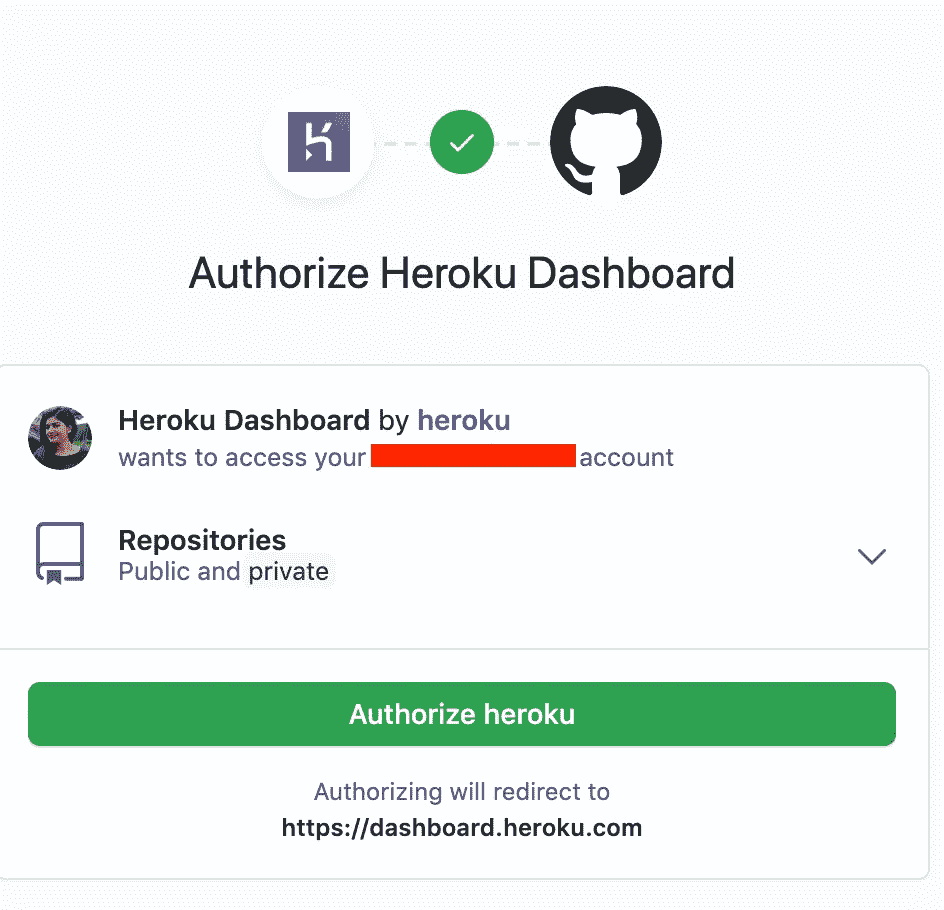 Authorize Heroku Dashboard
Heroku Dashboard by heroku
wants to access your account
Repositories
Public and private
Authorize heroku
Authorizing will redirect to
https://dashboard.heroku.com